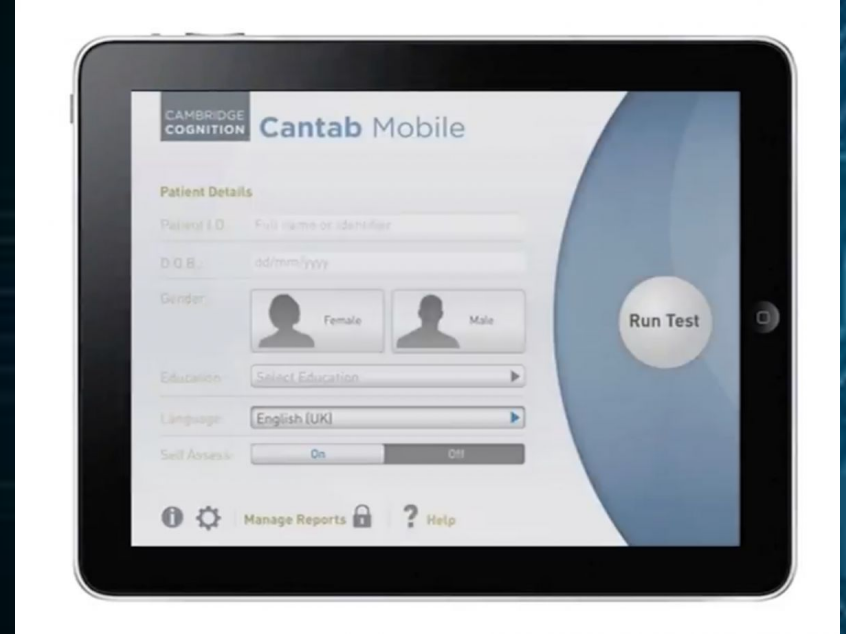 CAMBRIDGE
COGNITION
Cantab Mobile
Patient Details
Patient I.D.: Full name or identifier
D.O.B.: dd/mm/yyyy
Gender:
Female
Male
Run Test
Education: Select Education
Language: English (UK)
Self Assess:
On
Off
Manage Reports
? Help